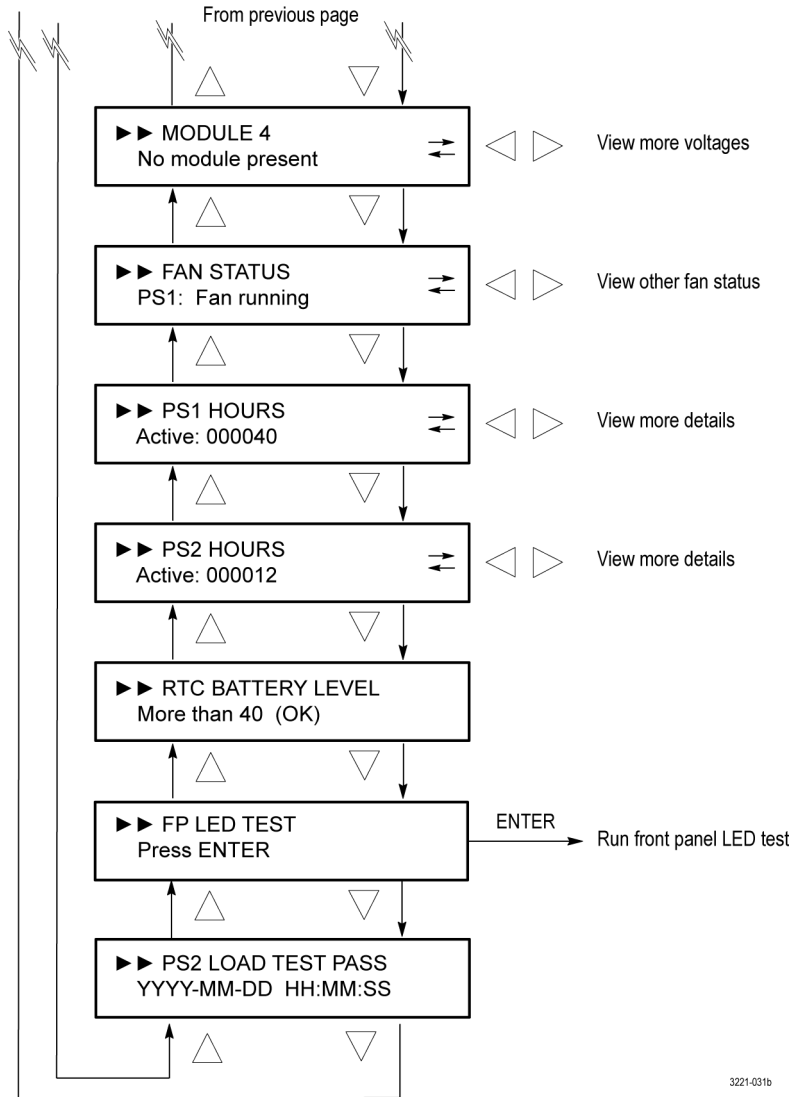 From previous page
►► MODULE 4
No module present
View more voltages
►► FAN STATUS
PS1: Fan running
View other fan status
►► PS1 HOURS
Active: 000040
View more details
►► PS2 HOURS
Active: 000012
View more details
►► RTC BATTERY LEVEL
More than 40 (OK)
►► FP LED TEST
Press ENTER
ENTER
Run front panel LED test
►► PS2 LOAD TEST PASS
YYYY-MM-DD HH:MM:SS
3221-031b